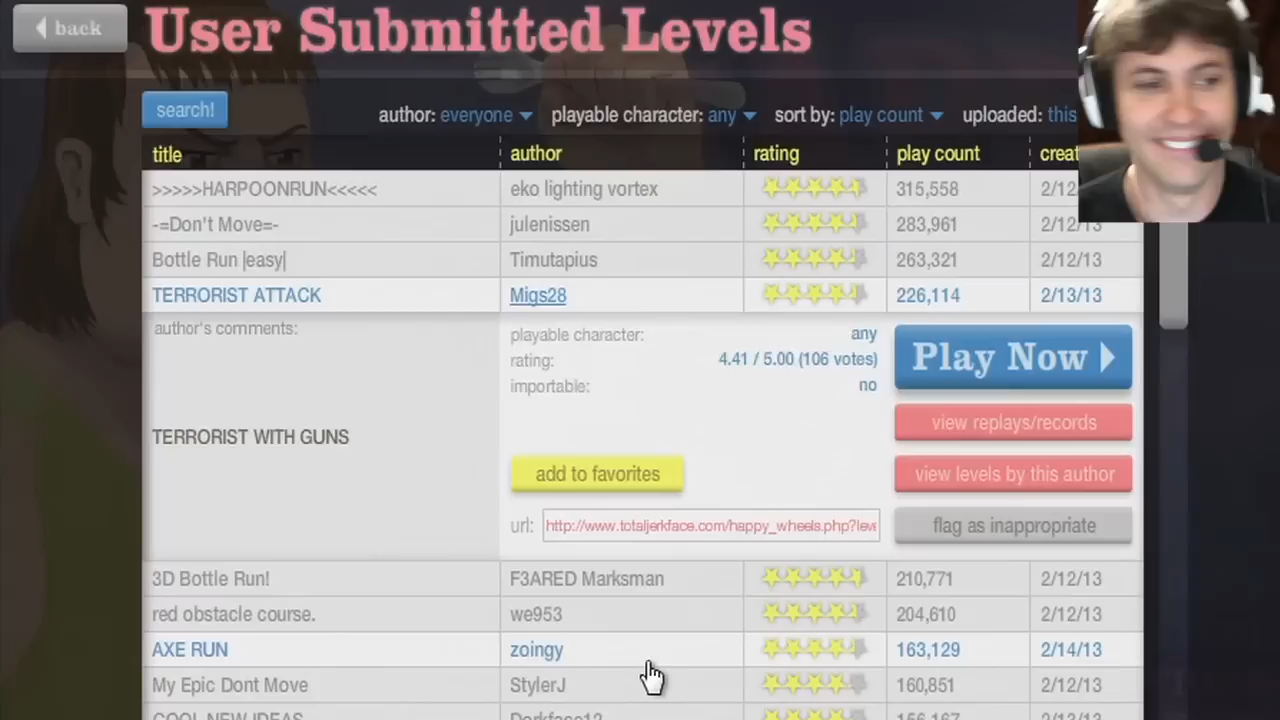 back
User Submitted Levels
search!
author: everyone playable character: any sort by: play count uploaded: this
title author rating play count creat
>>>>>HARPOONRUN<<<<< eko lighting vortex 315,558 2/12
-=Don't Move=- julenissen 283,961 2/12/13
Bottle Run |easy| Timutapius 263,321 2/12/13
TERRORIST ATTACK Migs28 226,114 2/13/13
author's comments:
TERRORIST WITH GUNS
playable character: any
rating: 4.41 / 5.00 (106 votes)
importable: no
add to favorites
url: http://www.totaljerkface.com/happy_wheels.php?lev
Play Now
view replays/records
view levels by this author
flag as inappropriate
3D Bottle Run! F3ARED Marksman 210,771 2/12/13
red obstacle course. we953 204,610 2/12/13
AXE RUN zoingy 163,129 2/14/13
My Epic Dont Move StylerJ 160,851 2/12/13
COOL NEW IDEAS